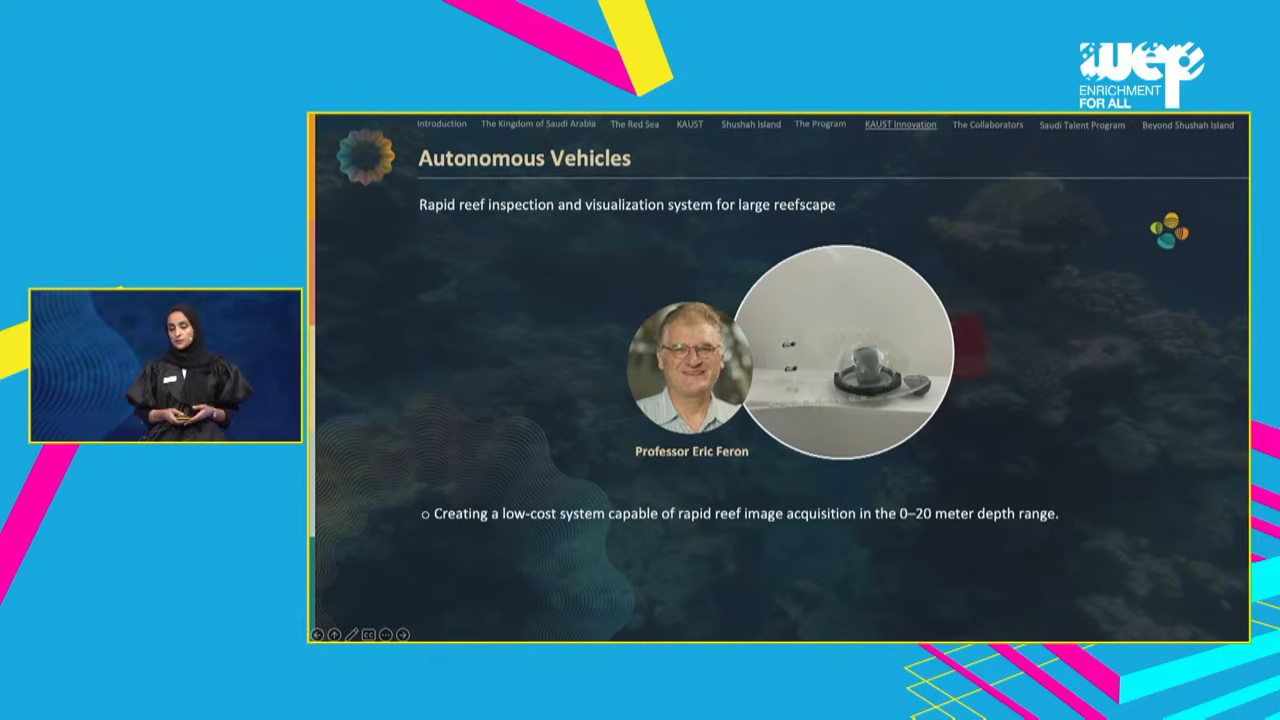 wep
ENRICHMENT
FOR ALL
Introduction The Kingdom of Saudi Arabia The Red Sea KAUST Shushah Island The Program KAUST Innovation The Collaborators Saudi Talent Program Beyond Shushah Island
Autonomous Vehicles
Rapid reef inspection and visualization system for large reefscape
Professor Eric Feron
Creating a low-cost system capable of rapid reef image acquisition in the 0–20 meter depth range.
CC